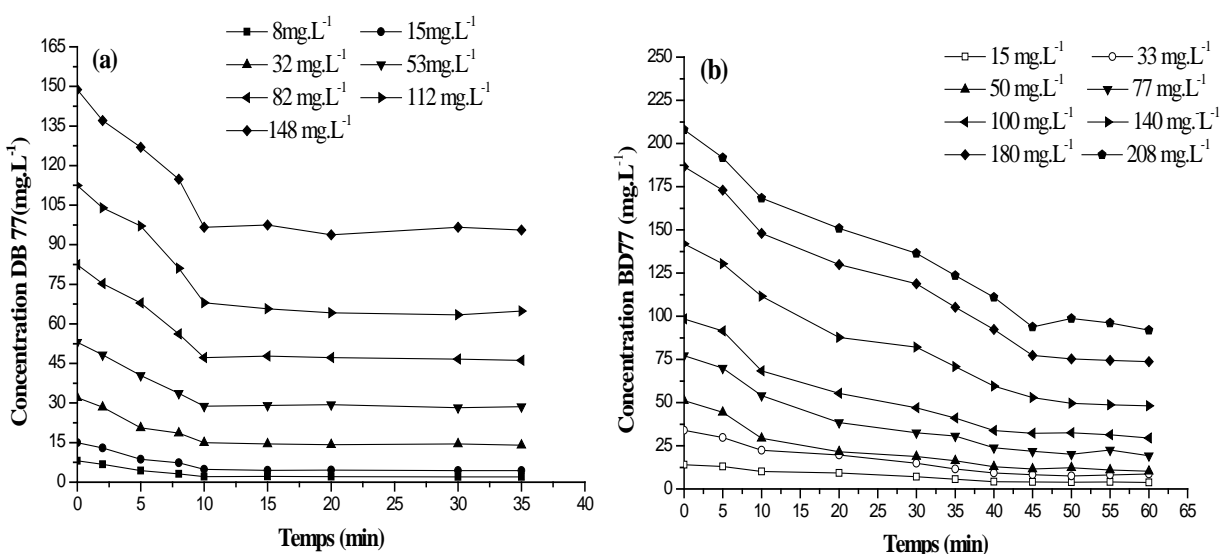 (a)
8mg.L-1 15mg.L-1
32 mg.L-1 53mg.L-1
82 mg.L-1 112 mg.L-1
148 mg.L-1
Concentration DB 77(mg.L-1)
165
150
135
120
105
90
75
60
45
30
15
0
0 5 10 15 20 25 30 35 40
Temps (min)
(b)
15 mg.L-1 33 mg.L-1
50 mg.L-1 77 mg.L-1
100 mg.L-1 140 mg.L-1
180 mg.L-1 208 mg.L-1
Concentration BD77 (mg.L-1)
250
225
200
175
150
125
100
75
50
25
0
0 5 10 15 20 25 30 35 40 45 50 55 60 65
Temps (min)